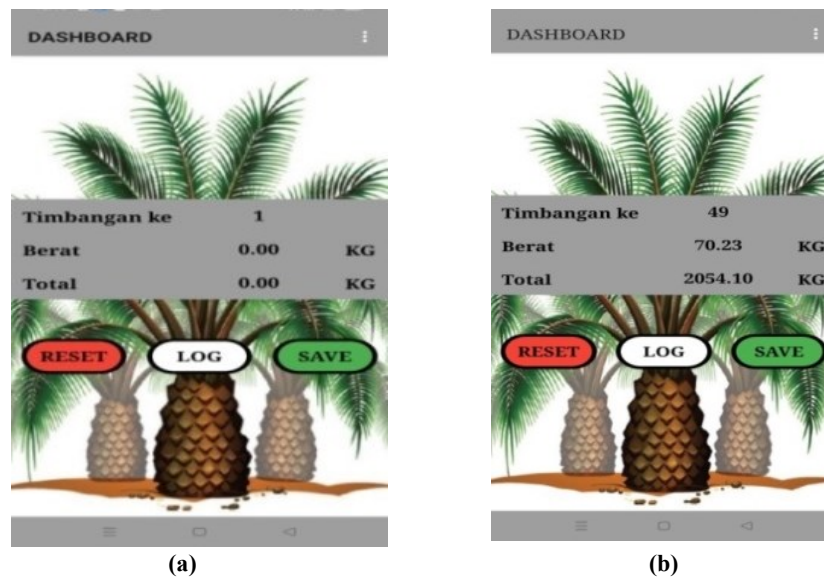 DASHBOARD
Timbangan ke 1
Berat 0.00 KG
Total 0.00 KG
RESET LOG SAVE
(a)
DASHBOARD
Timbangan ke 49
Berat 70.23 KG
Total 2054.10 KG
RESET LOG SAVE
(b)